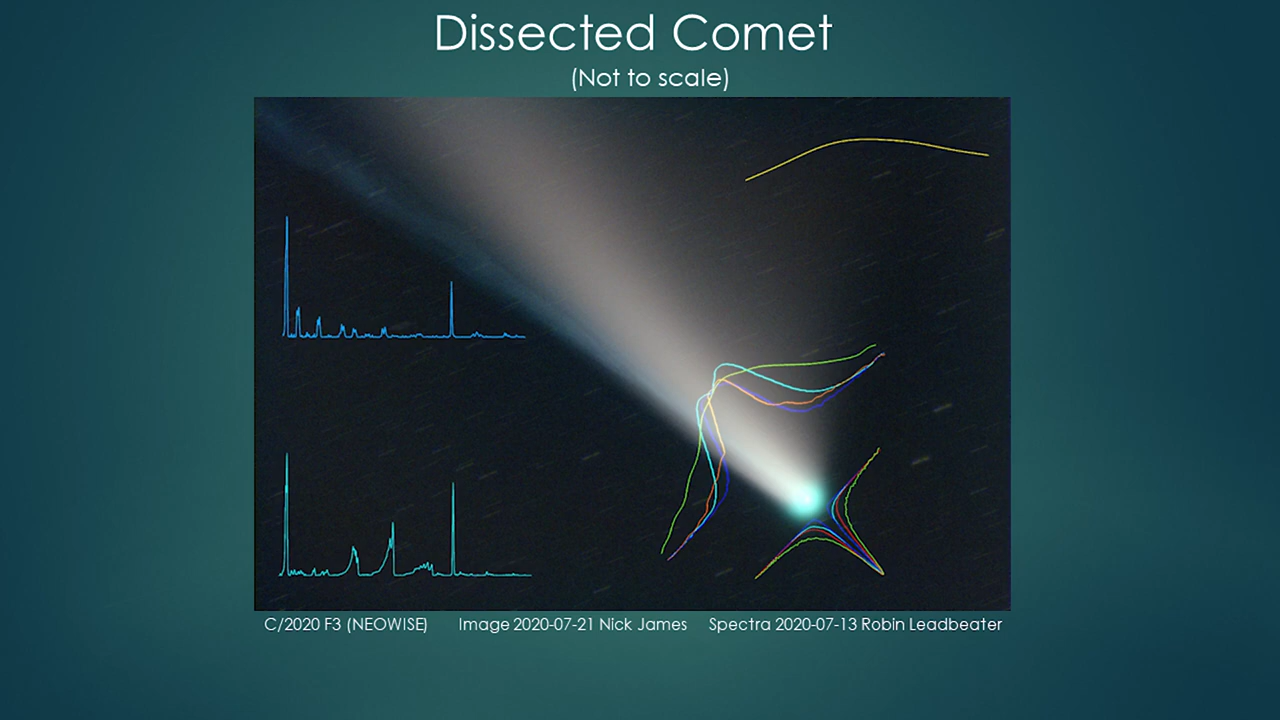 Dissected Comet
(Not to scale)
C/2020 F3 (NEOWISE) Image 2020-07-21 Nick James Spectra 2020-07-13 Robin Leadbeater